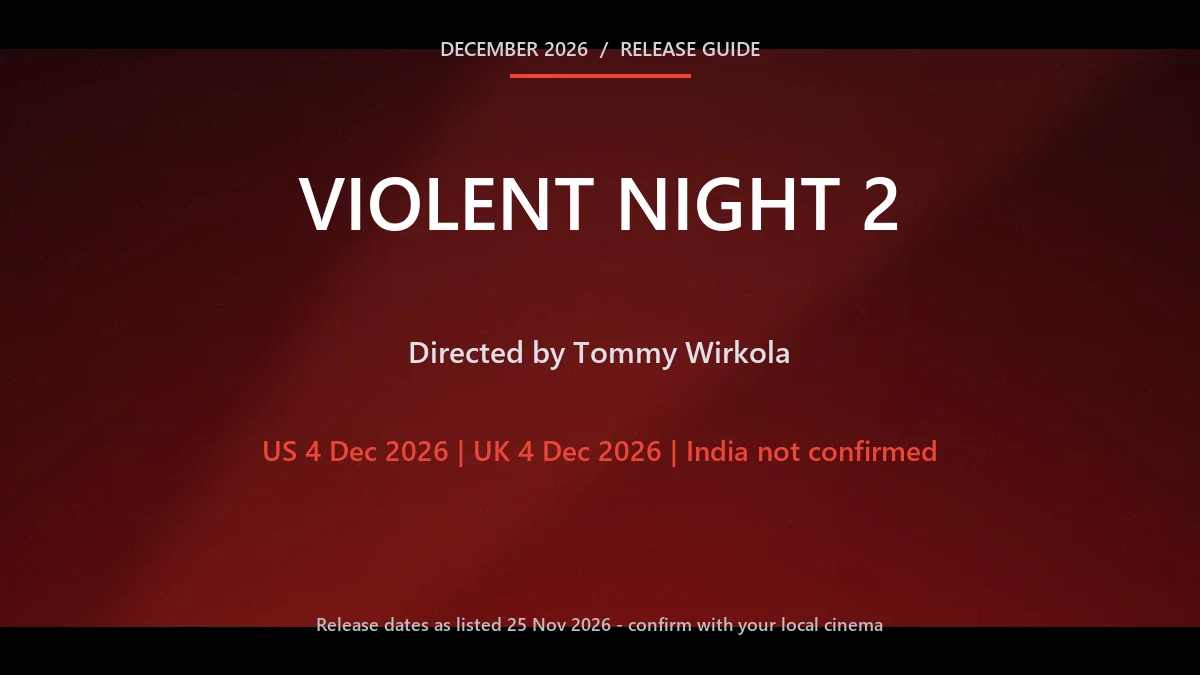 DECEMBER 2026 / RELEASE GUIDE
VIOLENT NIGHT 2
Directed by Tommy Wirkola
US 4 Dec 2026 | UK 4 Dec 2026 | India not confirmed
Release dates as listed 25 Nov 2026 - confirm with your local cinema